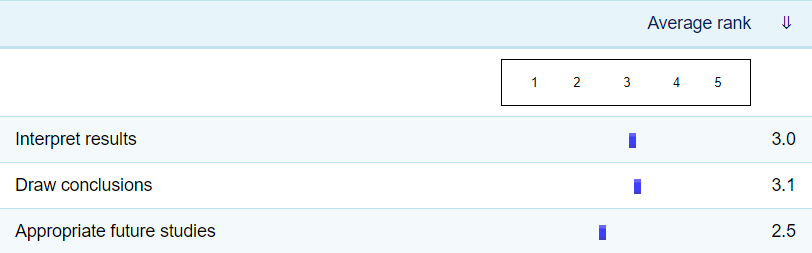 Average rank ⇓
1 2 3 4 5
Interpret results 3.0
Draw conclusions 3.1
Appropriate future studies 2.5